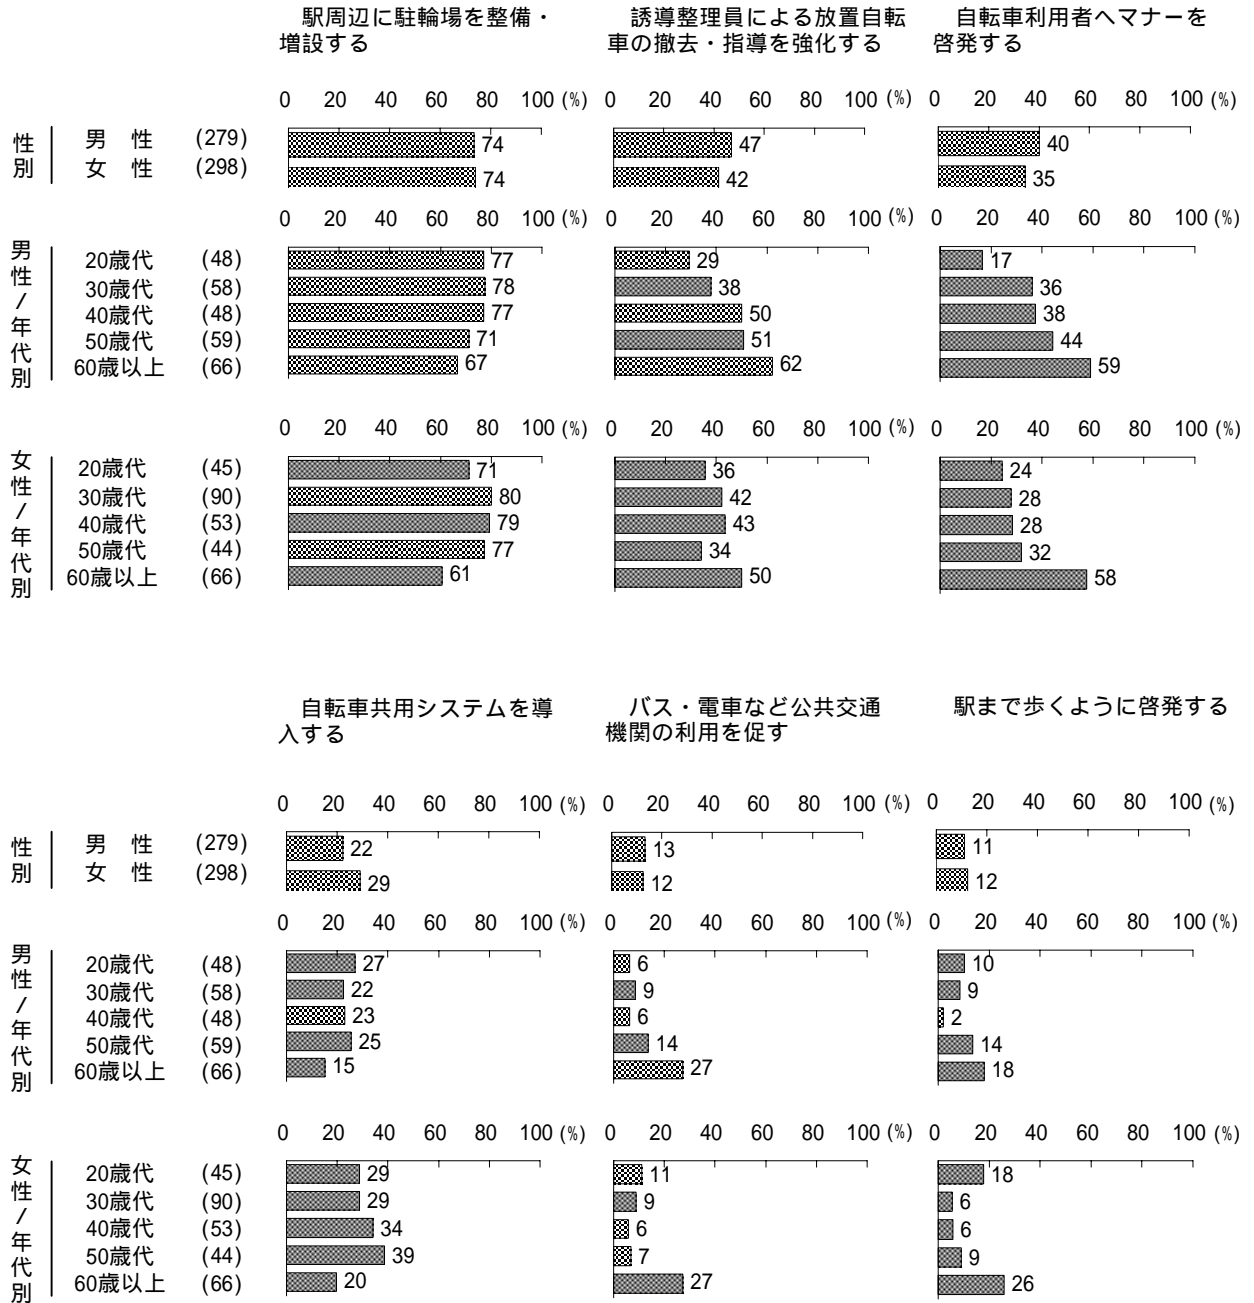 駅周辺に駐輪場を整備・
増設する
誘導整理員による放置自転
車の撤去・指導を強化する
自転車利用者へマナーを
啓発する
0 20 40 60 80 100 (%) 0 20 40 60 80 100 (%) 0 20 40 60 80 100 (%)
性別
男 性 (279) 74 47 40
女 性 (298) 74 42 35
0 20 40 60 80 100 (%) 0 20 40 60 80 100 (%) 0 20 40 60 80 100 (%)
男性/年代別
20歳代 (48) 77 29 17
30歳代 (58) 78 38 36
40歳代 (48) 77 50 38
50歳代 (59) 71 51 44
60歳以上 (66) 67 62 59
0 20 40 60 80 100 (%) 0 20 40 60 80 100 (%) 0 20 40 60 80 100 (%)
女性/年代別
20歳代 (45) 71 36 24
30歳代 (90) 80 42 28
40歳代 (53) 79 43 28
50歳代 (44) 77 34 32
60歳以上 (66) 61 50 58
自転車共用システムを導
入する
バス・電車など公共交通
機関の利用を促す
駅まで歩くように啓発する
0 20 40 60 80 100 (%) 0 20 40 60 80 100 (%) 0 20 40 60 80 100 (%)
性別
男 性 (279) 22 13 11
女 性 (298) 29 12 12
0 20 40 60 80 100 (%) 0 20 40 60 80 100 (%) 0 20 40 60 80 100 (%)
男性/年代別
20歳代 (48) 27 6 10
30歳代 (58) 22 9 9
40歳代 (48) 23 6 2
50歳代 (59) 25 14 14
60歳以上 (66) 15 27 18
0 20 40 60 80 100 (%) 0 20 40 60 80 100 (%) 0 20 40 60 80 100 (%)
女性/年代別
20歳代 (45) 29 11 18
30歳代 (90) 29 9 6
40歳代 (53) 34 6 6
50歳代 (44) 39 7 9
60歳以上 (66) 20 27 26